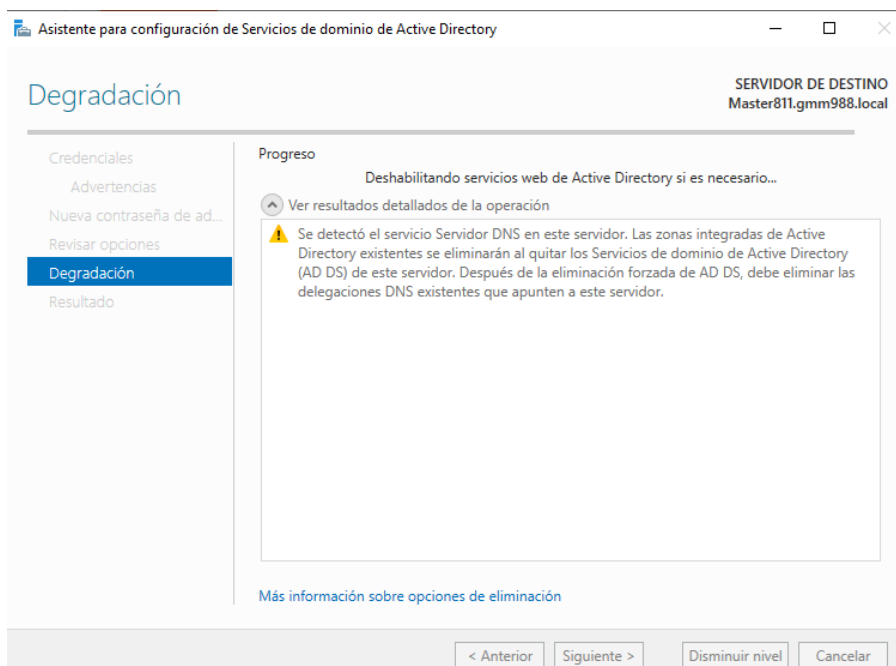 Asistente para configuración de Servicios de dominio de Active Directory
Degradación
SERVIDOR DE DESTINO
Master811.gmm988.local
Credenciales
Advertencias
Nueva contraseña de ad...
Revisar opciones
Degradación
Resultado
Progreso
Deshabilitando servicios web de Active Directory si es necesario...
Ver resultados detallados de la operación
Se detectó el servicio Servidor DNS en este servidor. Las zonas integradas de Active
Directory existentes se eliminarán al quitar los Servicios de dominio de Active Directory
(AD DS) de este servidor. Después de la eliminación forzada de AD DS, debe eliminar las
delegaciones DNS existentes que apunten a este servidor.
Más información sobre opciones de eliminación
< Anterior
Siguiente >
Disminuir nivel
Cancelar